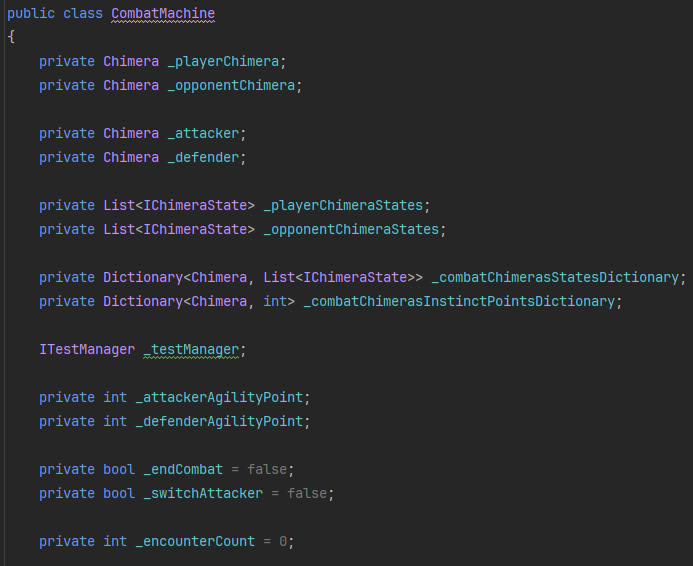 public class CombatMachine
{
private Chimera _playerChimera;
private Chimera _opponentChimera;
private Chimera _attacker;
private Chimera _defender;
private List<IChimeraState> _playerChimeraStates;
private List<IChimeraState> _opponentChimeraStates;
private Dictionary<Chimera, List<IChimeraState>> _combatChimerasStatesDictionary;
private Dictionary<Chimera, int> _combatChimerasInstinctPointsDictionary;
ITestManager _testManager;
private int _attackerAgilityPoint;
private int _defenderAgilityPoint;
private bool _endCombat = false;
private bool _switchAttacker = false;
private int _encounterCount = 0;